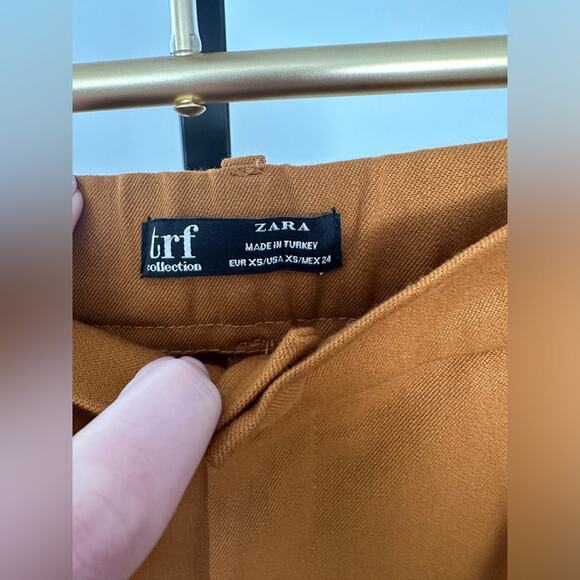 trf
collection
ZARA
MADE IN TURKEY
EUR XS/USA XS/MEX 24